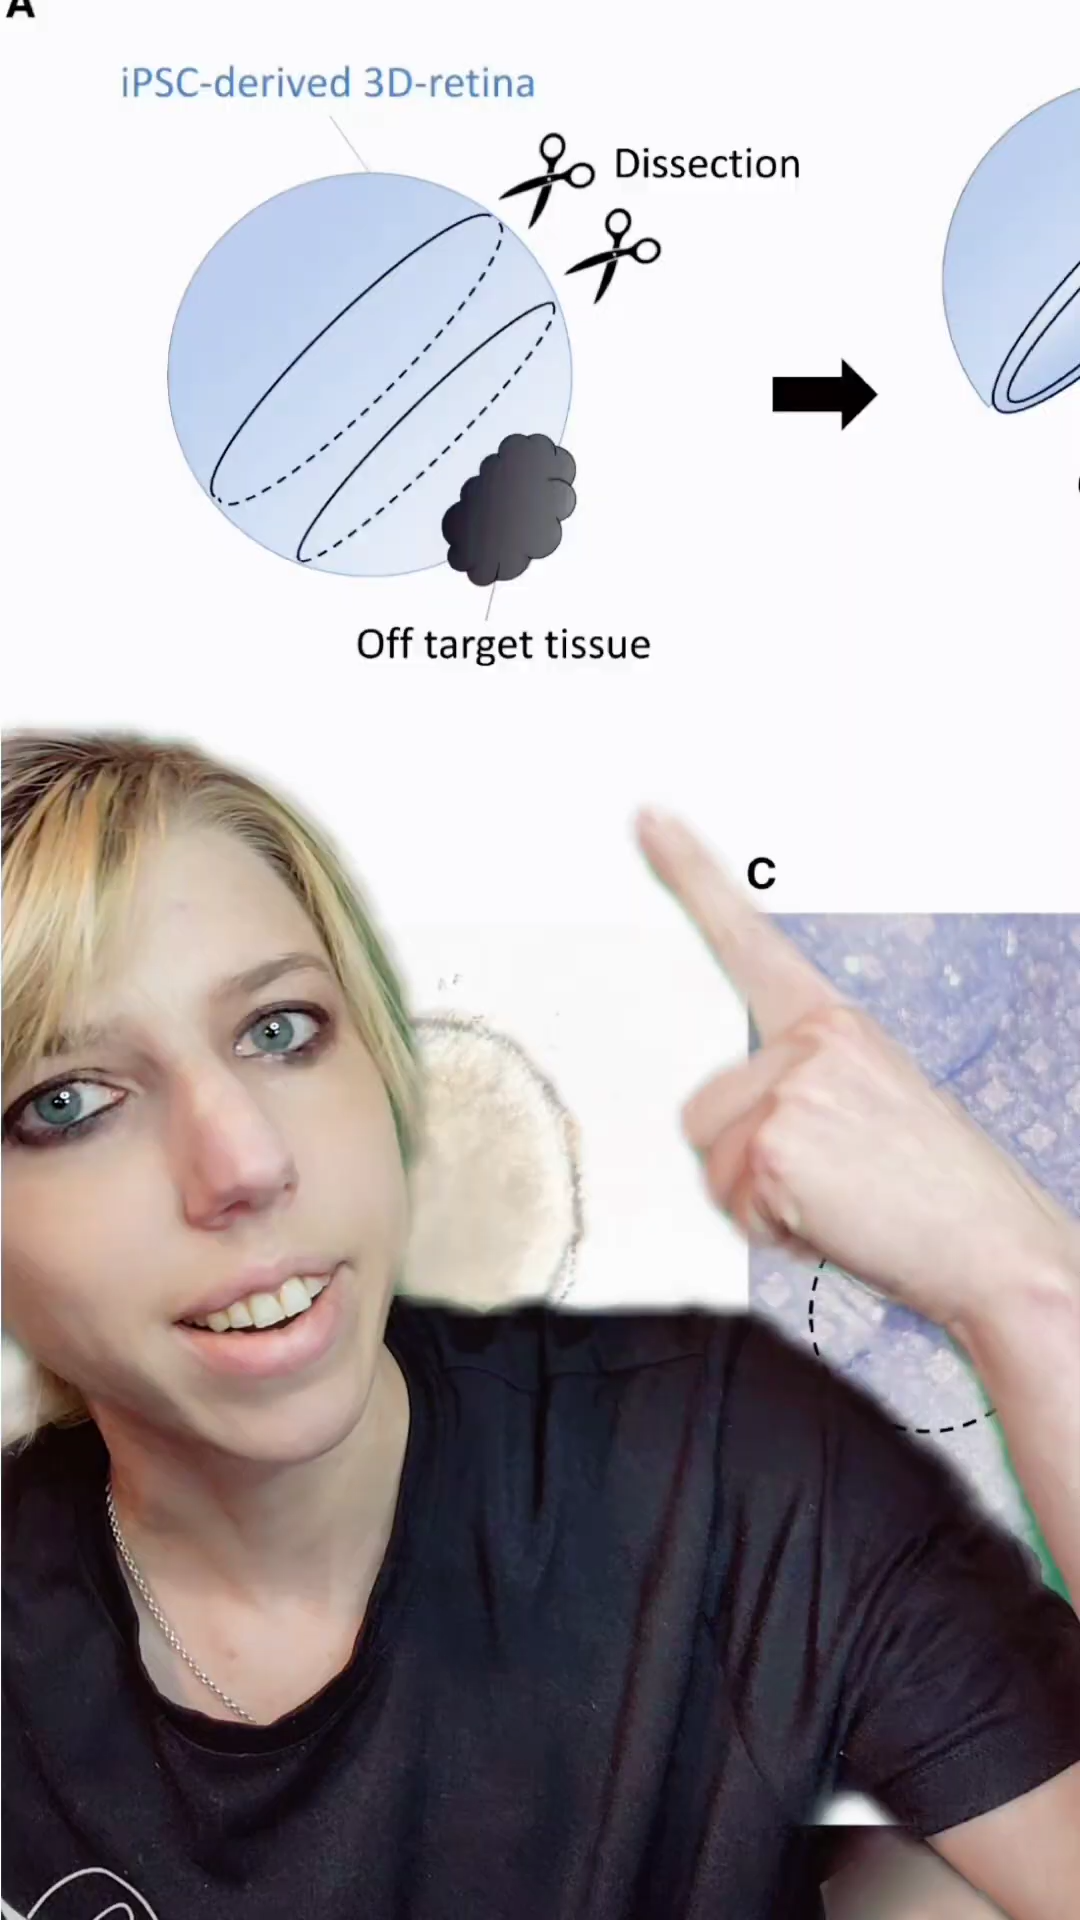 A
iPSC-derived 3D-retina
Dissection
Off target tissue
C